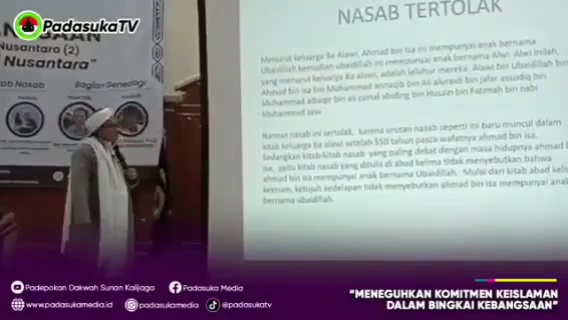 PadasukaTV
NASAB TERTOLAK
Nusantara (2)
Nusantara"
Kitab Nasab
Bagian Geneologi
Menurut keluarga Ba Alawi, Ahmad bin isa ini mempunyai anak bernama
Ubaidillah kemudian ubaidillah ini mempunyai anak bernama Alwi. Alwi inilah,
yang menurut keluarga Ba alawi, adalah leluhur mereka: Alawi bin Ubaidillah bin
Ahmad bin isa bin Muhammad annaqib bin Ali aluraidi bin jafar assodiq bin
Muhammad albaqir bin ali zainal abiding bin Husain bin Fatimah bin nabi
Muhammad saw.
Namun nasab ini tertolak, karena urutan nasab seperti ini baru muncul dalam
kitab keluarga ba alawi setelah 550 tahun pasca wafatnya ahmad bin isa.
Sedangkan kitab-kitab nasab yang paling dekat dengan masa hidupnya ahmad b
ise, yaitu kitab nasab yang ditulis di abad kelima tidak menyebutkan bahwa
ahmad bin isa mempunyai anak bernama Ubaidillah. Mulai dari kitab abad keli
keenam, ketujuh kedelapan tidak menyebutkan ahmad bin isa mempunyai anak
bernama ubaidillah.
Padepokan Dakwah Sunan Kalijaga
Padasuka Media
www.padasukamedia.id
padasukamedia.id
padasukatv
"MENEGUHKAN KOMITMEN KEISLAMAN
DALAM BINGKAI KEBANGSAAN"